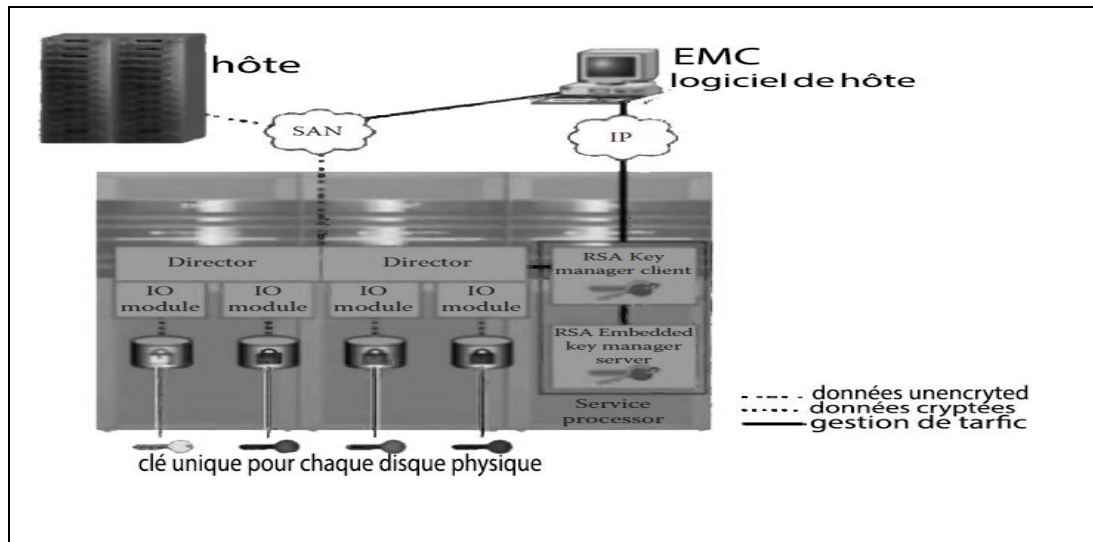 hôte
EMC
logiciel de hôte
SAN
IP
Director
Director
IO
module
IO
module
IO
module
IO
module
RSA Key
manager client
RSA Embedded
key manager
server
Service
processor
données unencryted
données cryptées
gestion de tarfic
clé unique pour chaque disque physique